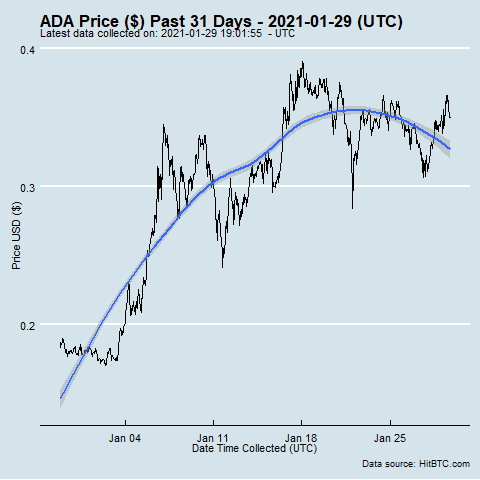 ADA Price ($) Past 31 Days - 2021-01-29 (UTC)
Latest data collected on: 2021-01-29 19:01:55 - UTC
0.4
0.3
0.2
Price USD ($)
Jan 04 Jan 11 Jan 18 Jan 25
Date Time Collected (UTC)
Data source: HitBTC.com